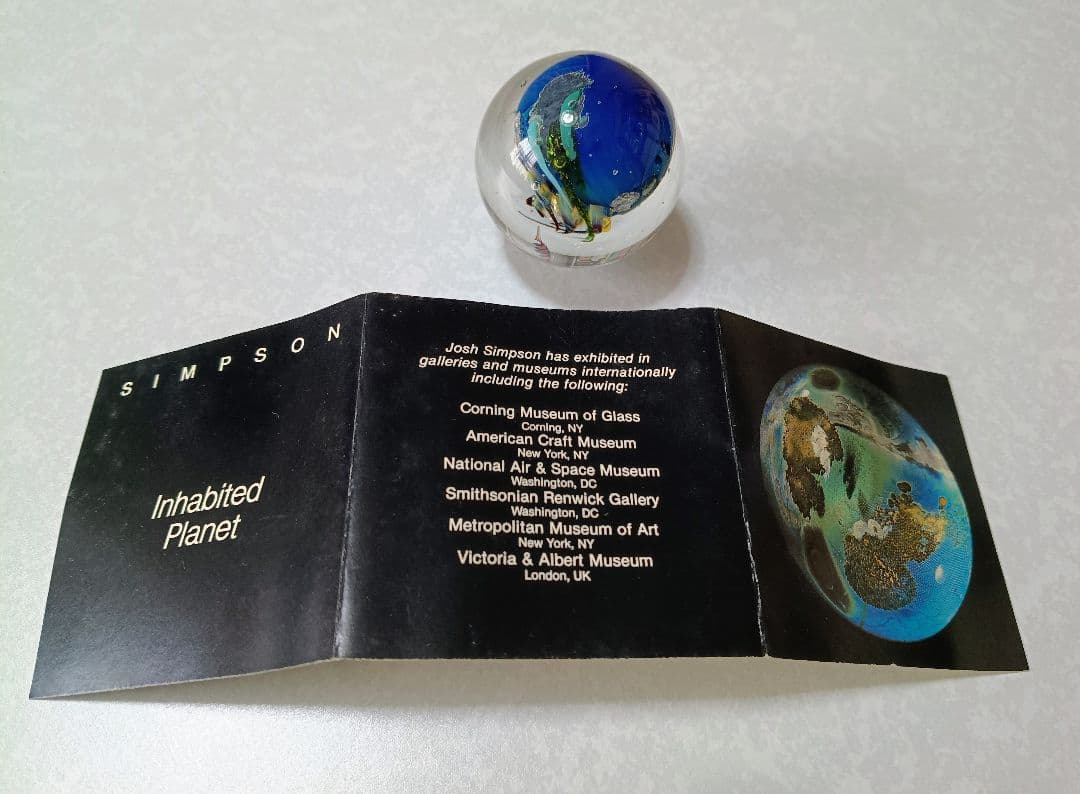 SIMPSON
Inhabited
Planet
Josh Simpson has exhibited in
galleries and museums internationally
including the following:
Corning Museum of Glass
Corning, NY
American Craft Museum
New York, NY
National Air & Space Museum
Washington, DC
Smithsonian Renwick Gallery
Washington, DC
Metropolitan Museum of Art
New York, NY
Victoria & Albert Museum
London, UK